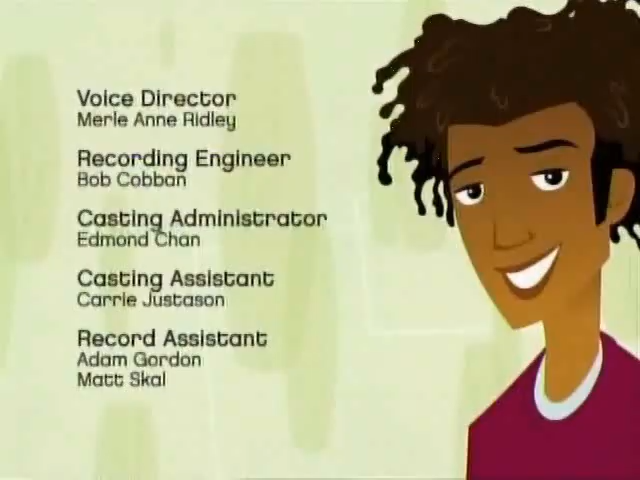 Voice Director
Merle Anne Ridley
Recording Engineer
Bob Cobban
Casting Administrator
Edmond Chan
Casting Assistant
Carrie Justason
Record Assistant
Adam Gordon
Matt Skal